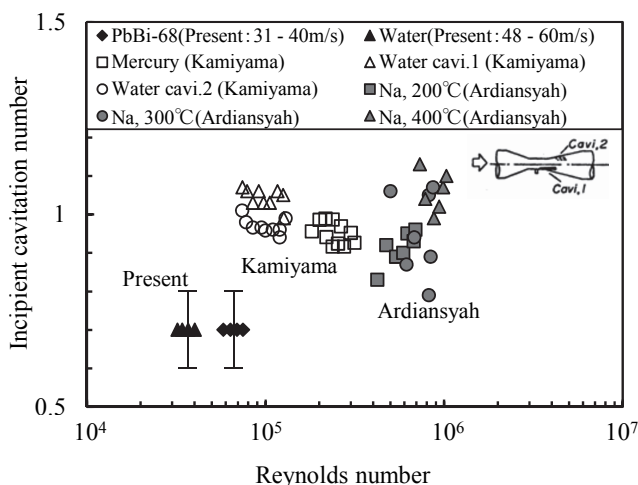 1.5
PbBi-68(Present: 31 - 40m/s)
Water(Present: 48 - 60m/s)
Mercury (Kamiyama)
Water cavi.1 (Kamiyama)
Water cavi.2 (Kamiyama)
Na, 200℃(Ardiansyah)
Na, 300℃(Ardiansyah)
Na, 400℃(Ardiansyah)
Cavi,2
Cavi,1
Incipient cavitation number
1
Kamiyama
Present
Ardiansyah
0.5
10⁴ 10⁵ 10⁶ 10⁷
Reynolds number